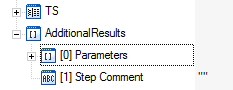 TS
AdditionalResults
[0] Parameters
[1] Step Comment ""